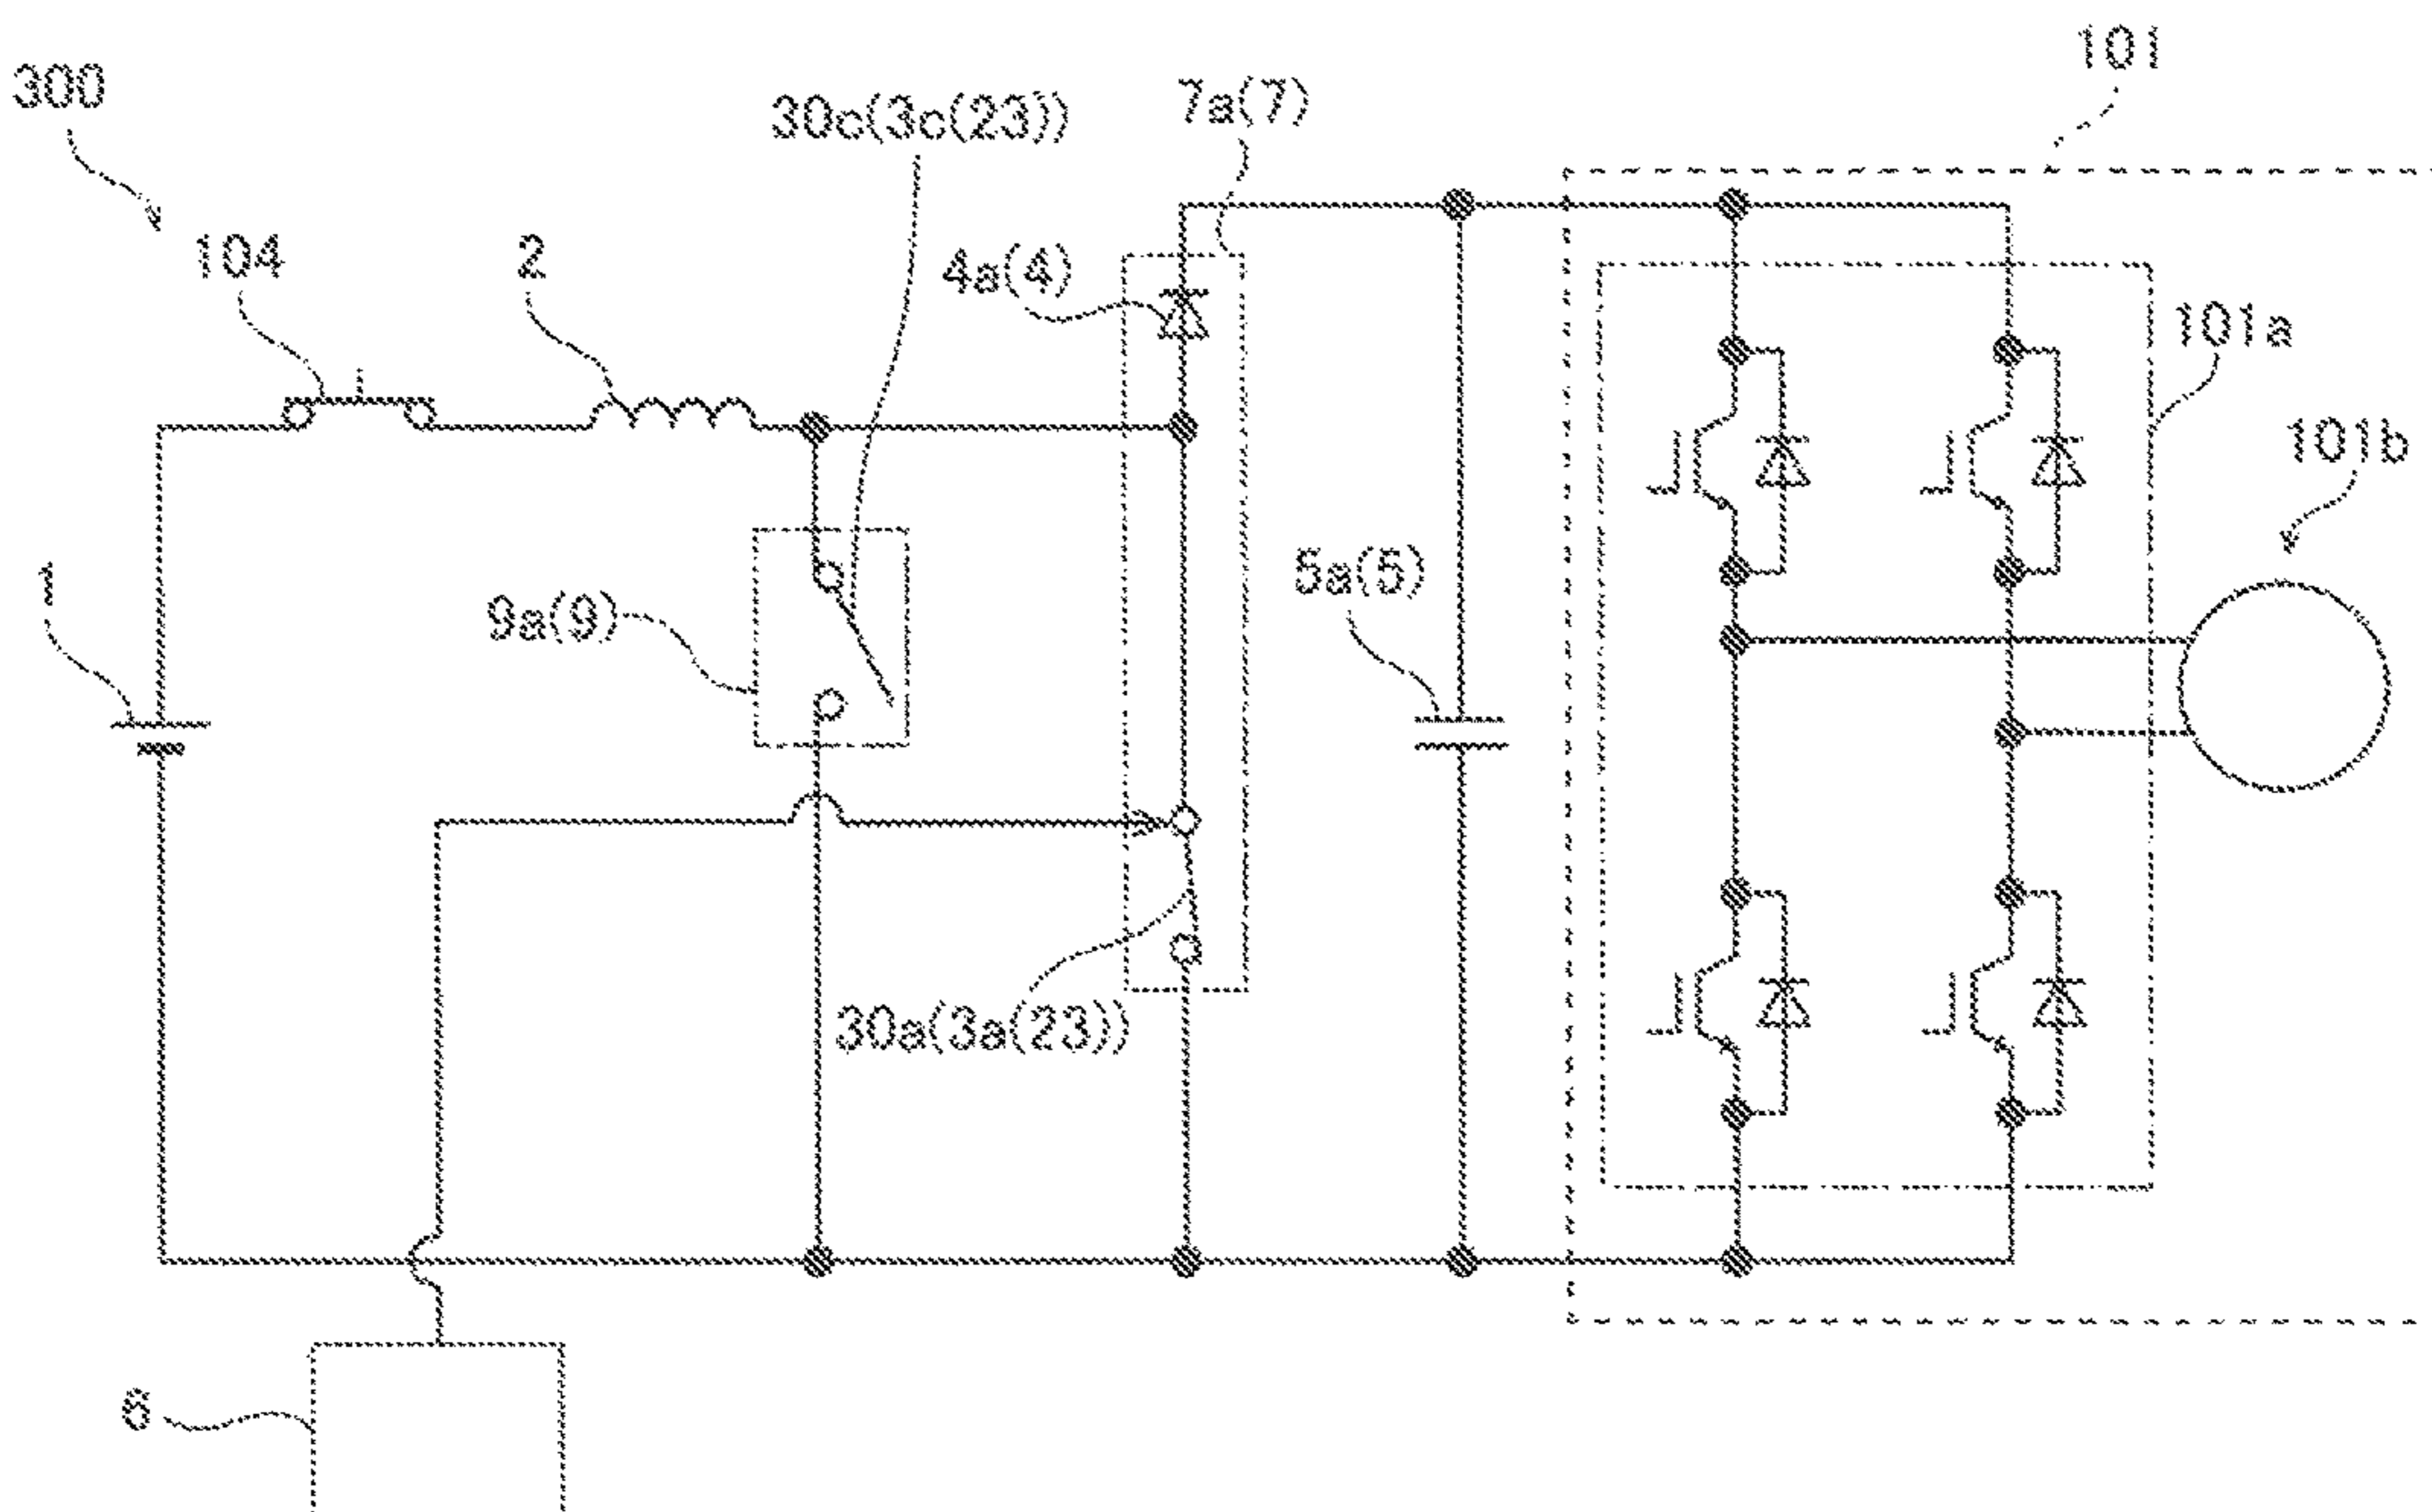 101
300
7a(7)
30c(3c(23))
104
2
4a(4)
101a
101b
1
5a(5)
9a(9)
30a(3a(23))
6